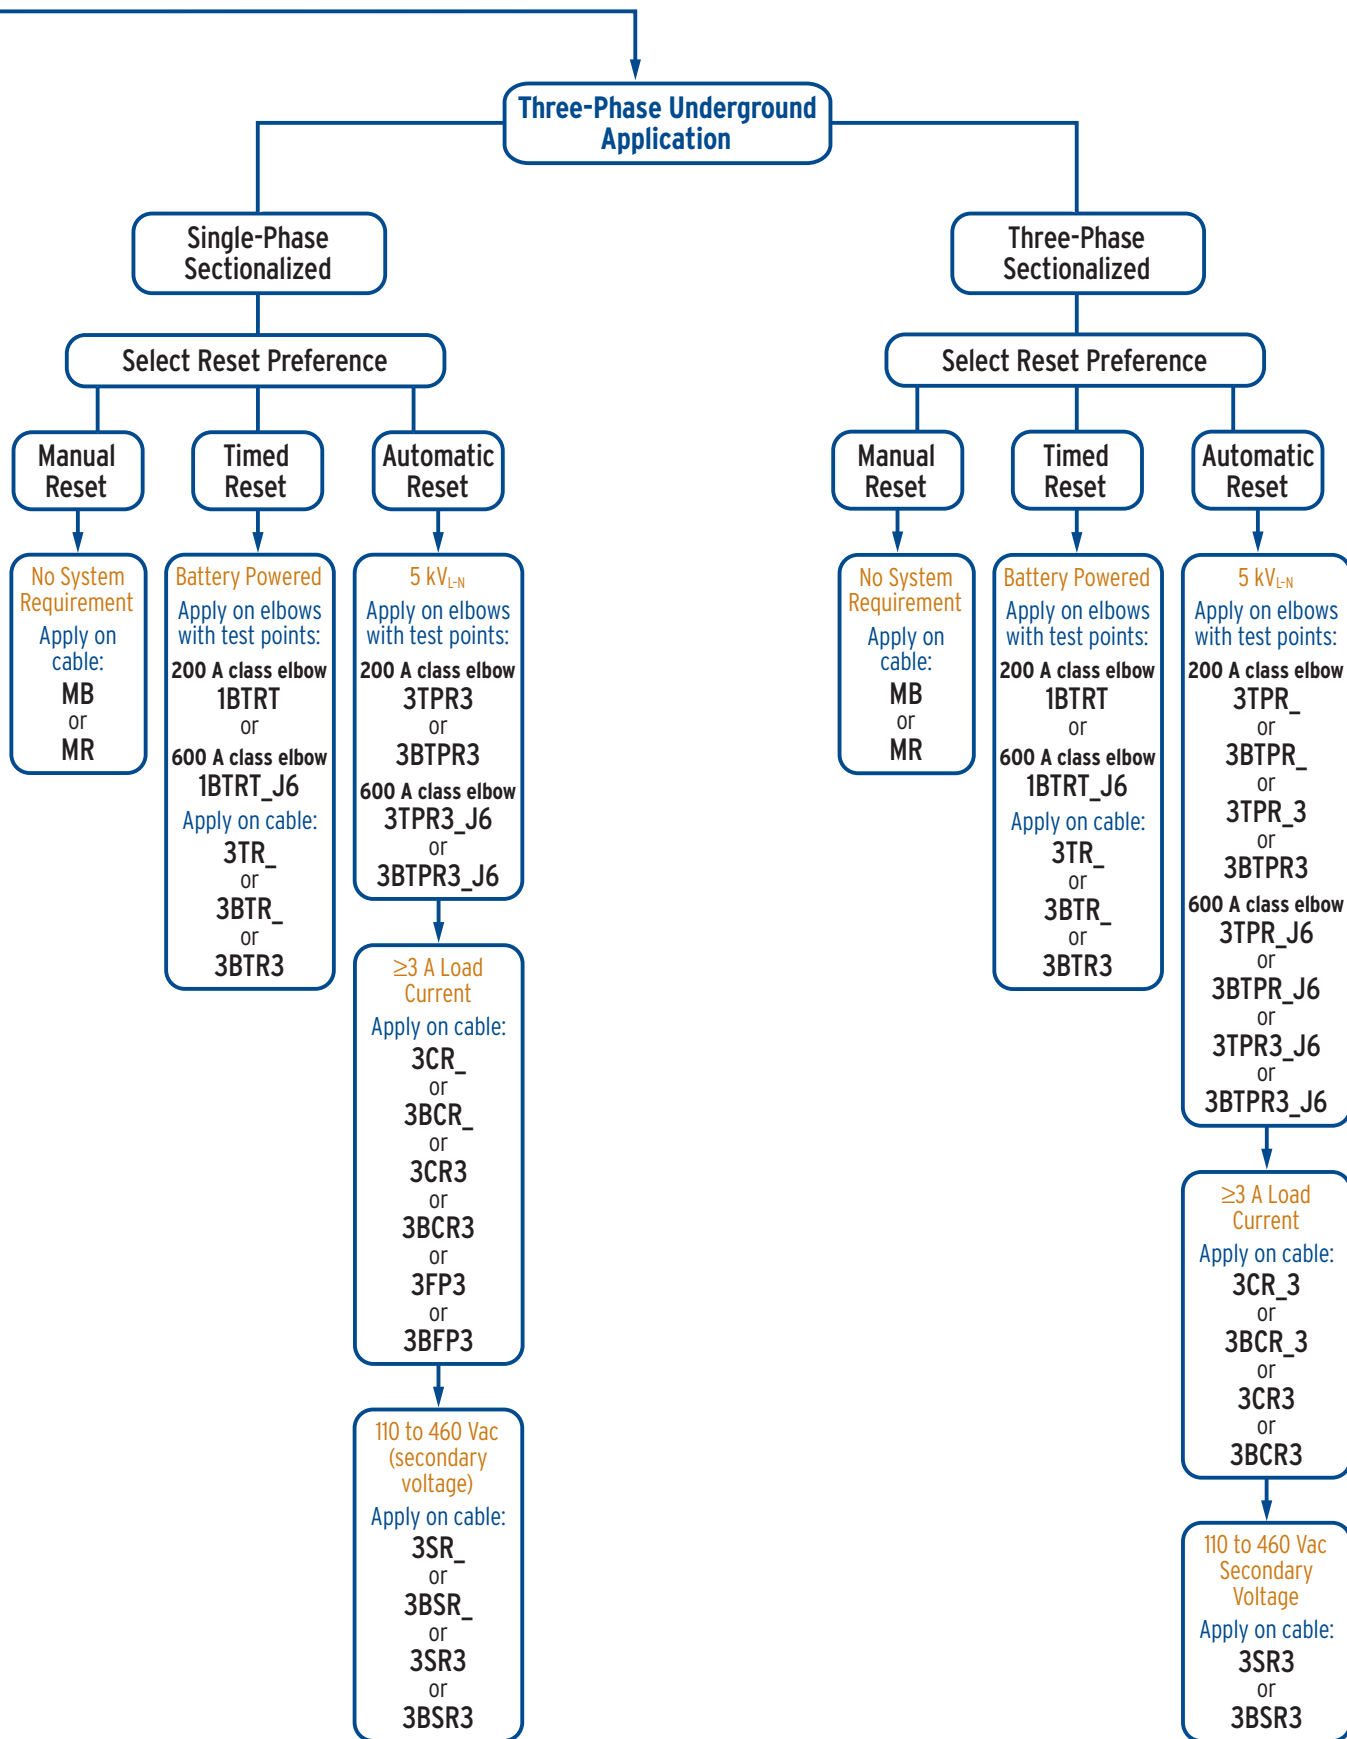 Three-Phase Underground
Application
Single-Phase
Sectionalized
Select Reset Preference
Manual
Reset
Timed
Reset
Automatic
Reset
No System
Requirement
Apply on
cable:
MB
or
MR
Battery Powered
Apply on elbows
with test points:
200 A class elbow
1BTRT
or
600 A class elbow
1BTRT_J6
Apply on cable:
3TR_
or
3BTR_
or
3BTR3
5 kVL-N
Apply on elbows
with test points:
200 A class elbow
3TPR3
or
3BTPR3
600 A class elbow
3TPR3_J6
or
3BTPR3_J6
≥3 A Load
Current
Apply on cable:
3CR_
or
3BCR_
or
3CR3
or
3BCR3
or
3FP3
or
3BFP3
110 to 460 Vac
(secondary
voltage)
Apply on cable:
3SR_
or
3BSR_
or
3SR3
or
3BSR3
Three-Phase
Sectionalized
Select Reset Preference
Manual
Reset
Timed
Reset
Automatic
Reset
No System
Requirement
Apply on
cable:
MB
or
MR
Battery Powered
Apply on elbows
with test points:
200 A class elbow
1BTRT
or
600 A class elbow
1BTRT_J6
Apply on cable:
3TR_
or
3BTR_
or
3BTR3
5 kVL-N
Apply on elbows
with test points:
200 A class elbow
3TPR_
or
3BTPR_
or
3TPR_3
or
3BTPR3
600 A class elbow
3TPR_J6
or
3BTPR_J6
or
3TPR3_J6
or
3BTPR3_J6
≥3 A Load
Current
Apply on cable:
3CR_3
or
3BCR_3
or
3CR3
or
3BCR3
110 to 460 Vac
Secondary
Voltage
Apply on cable:
3SR3
or
3BSR3